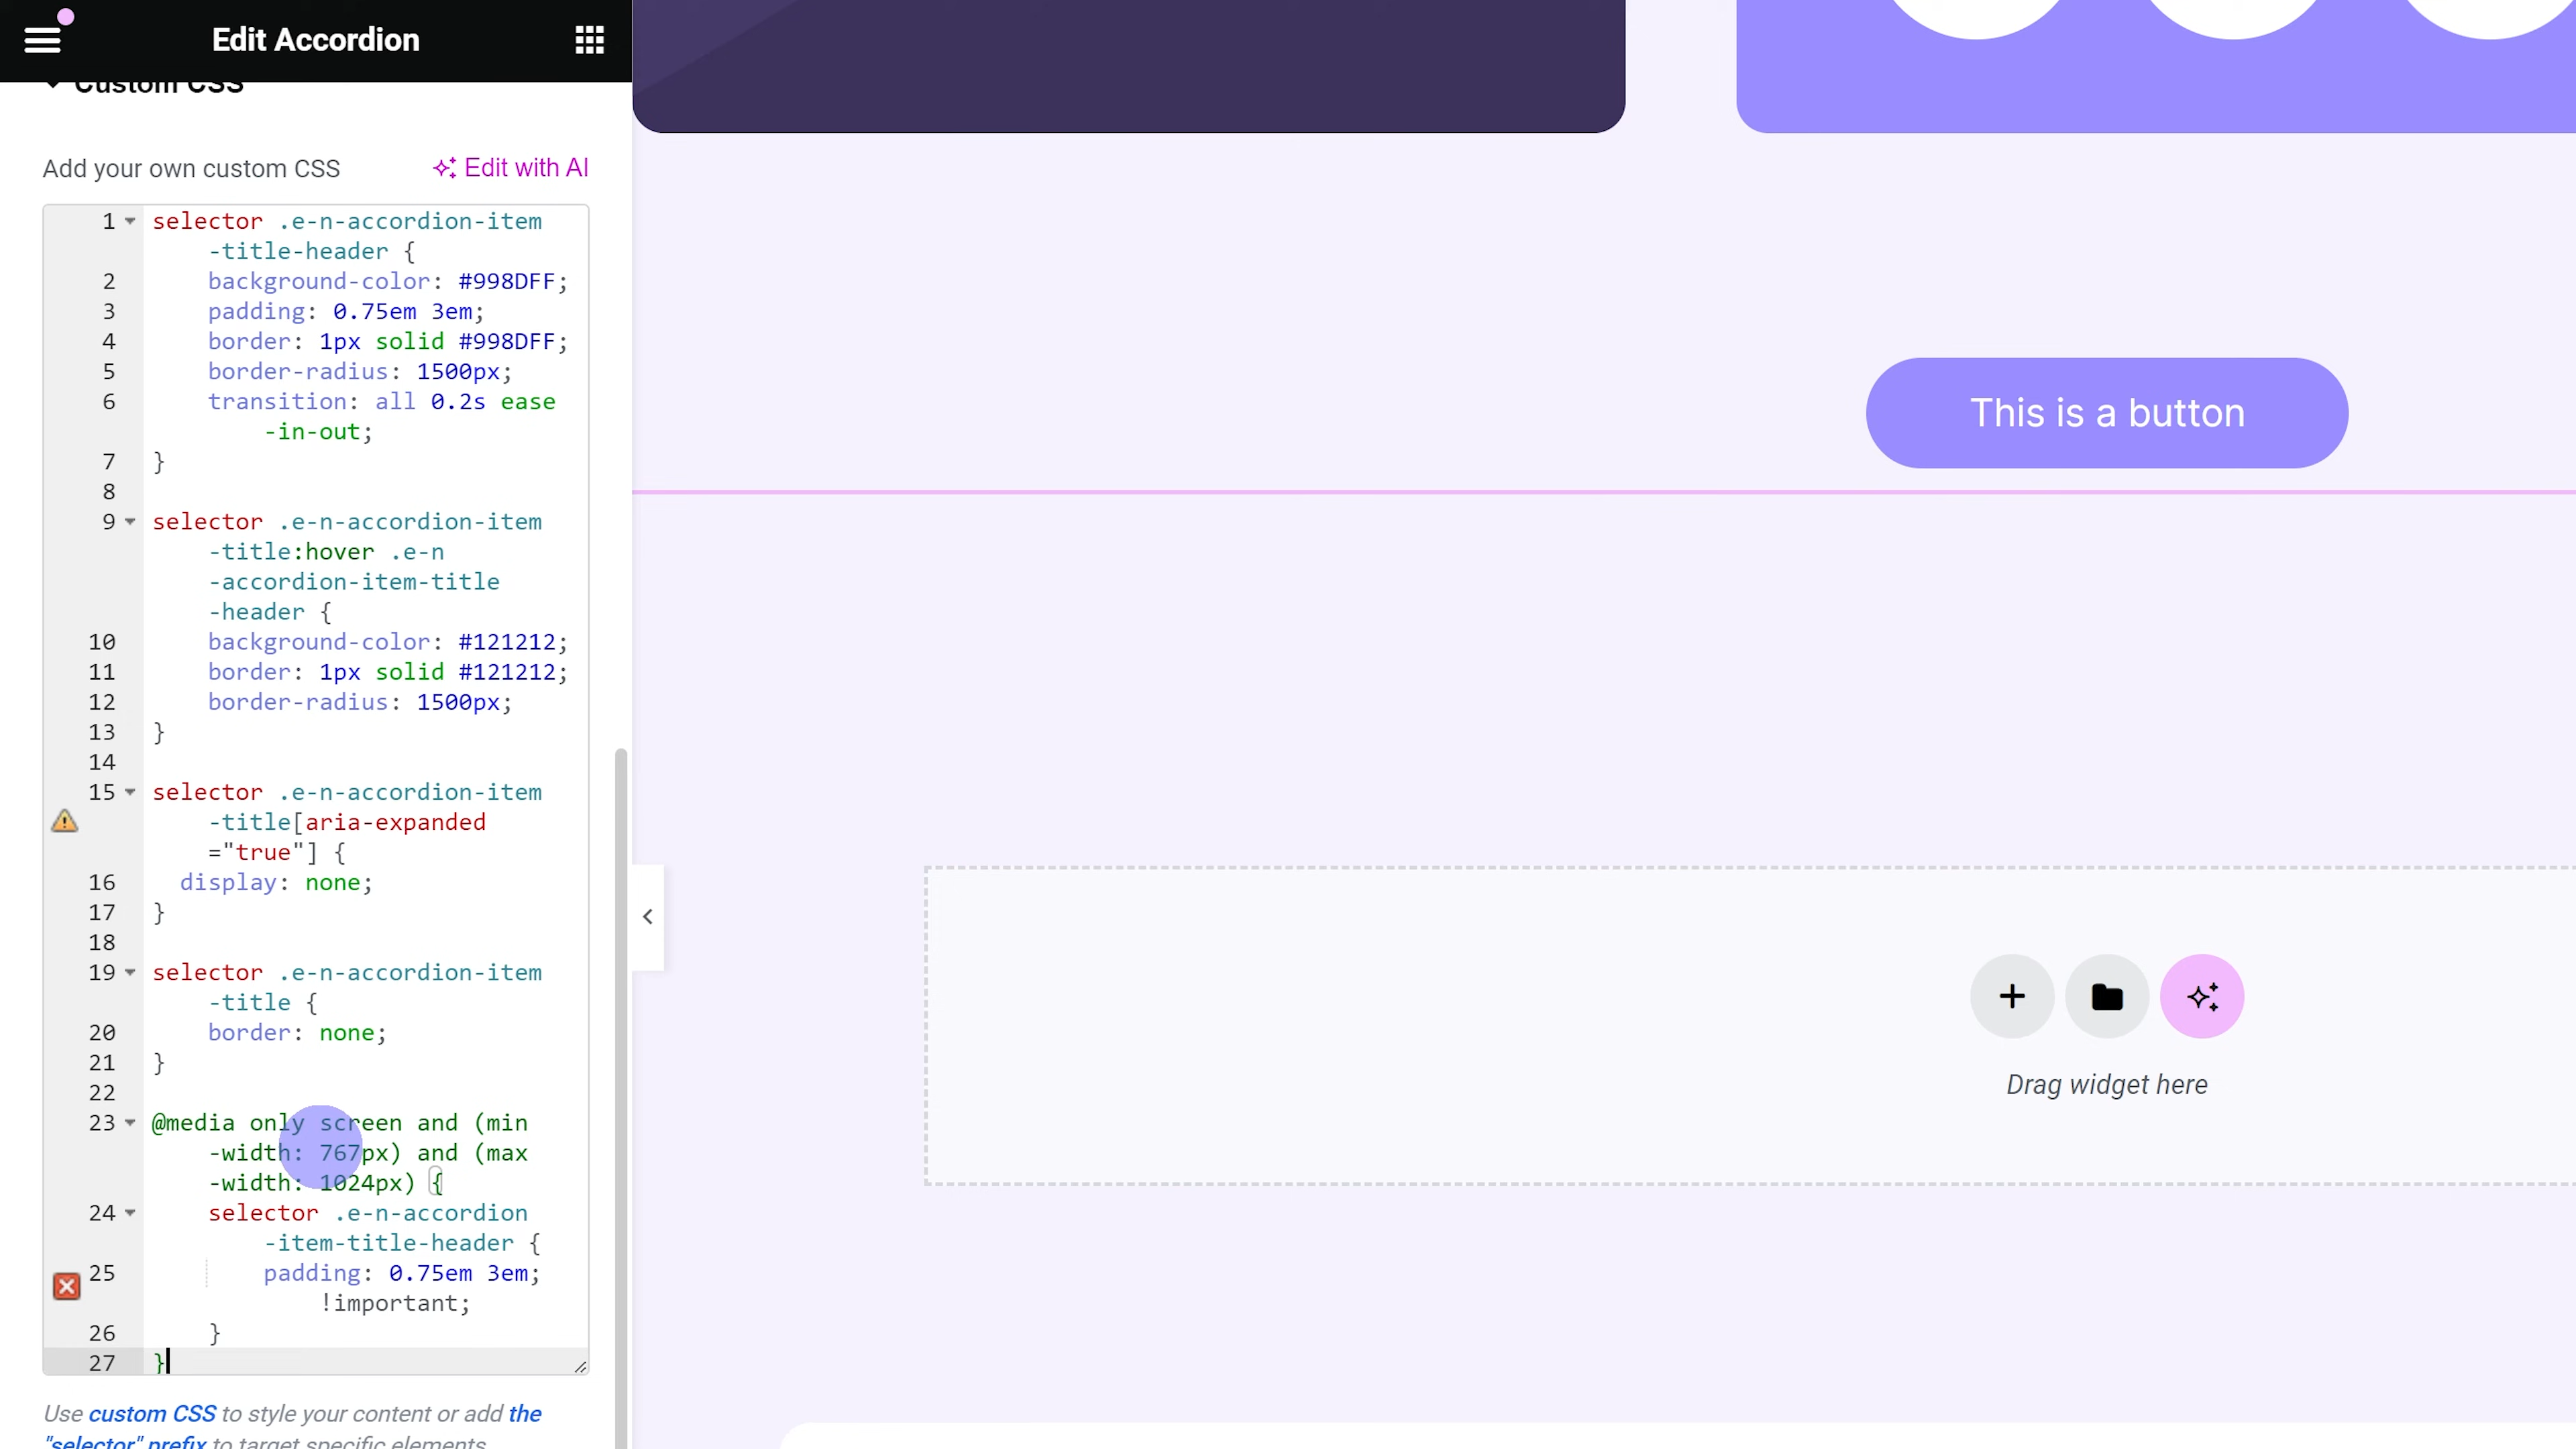 Edit Accordion
Custom CSS
Add your own custom CSS
Edit with AI
1 selector .e-n-accordion-item
-title-header {
2 background-color: #998DFF;
3 padding: 0.75em 3em;
4 border: 1px solid #998DFF;
5 border-radius: 1500px;
6 transition: all 0.2s ease
-in-out;
7 }
8
9 selector .e-n-accordion-item
-title:hover .e-n
-accordion-item-title
-header {
10 background-color: #121212;
11 border: 1px solid #121212;
12 border-radius: 1500px;
13 }
14
15 selector .e-n-accordion-item
-title[aria-expanded
="true"] {
16 display: none;
17 }
18
19 selector .e-n-accordion-item
-title {
20 border: none;
21 }
22
23 @media only screen and (min
-width: 767px) and (max
-width: 1024px) {
24 selector .e-n-accordion
-item-title-header {
25 padding: 0.75em 3em;
!important;
26 }
27 }
Use custom CSS to style your content or add the
"selector" prefix to target specific elements
This is a button
Drag widget here